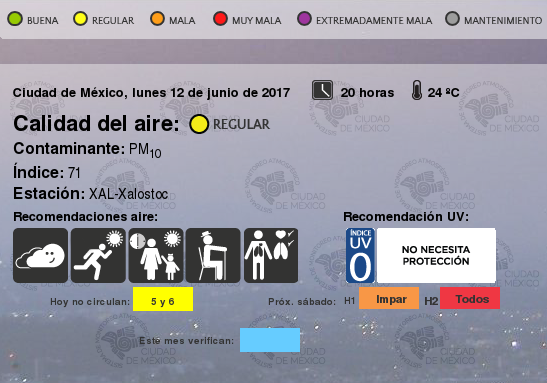 BUENA REGULAR MALA MUY MALA EXTREMADAMENTE MALA MANTENIMIENTO
Ciudad de México, lunes 12 de junio de 2017 20 horas 24 ºC
Calidad del aire: REGULAR
Contaminante: PM10
Índice: 71
Estación: XAL-Xalostoc
Recomendaciones aire: Recomendación UV:
ÍNDICE
UV
0
NO NECESITA
PROTECCIÓN
Hoy no circulan: 5 y 6 Próx. sábado: H1 Impar H2 Todos
Este mes verifican:
CIUDAD
DE MÉXICO